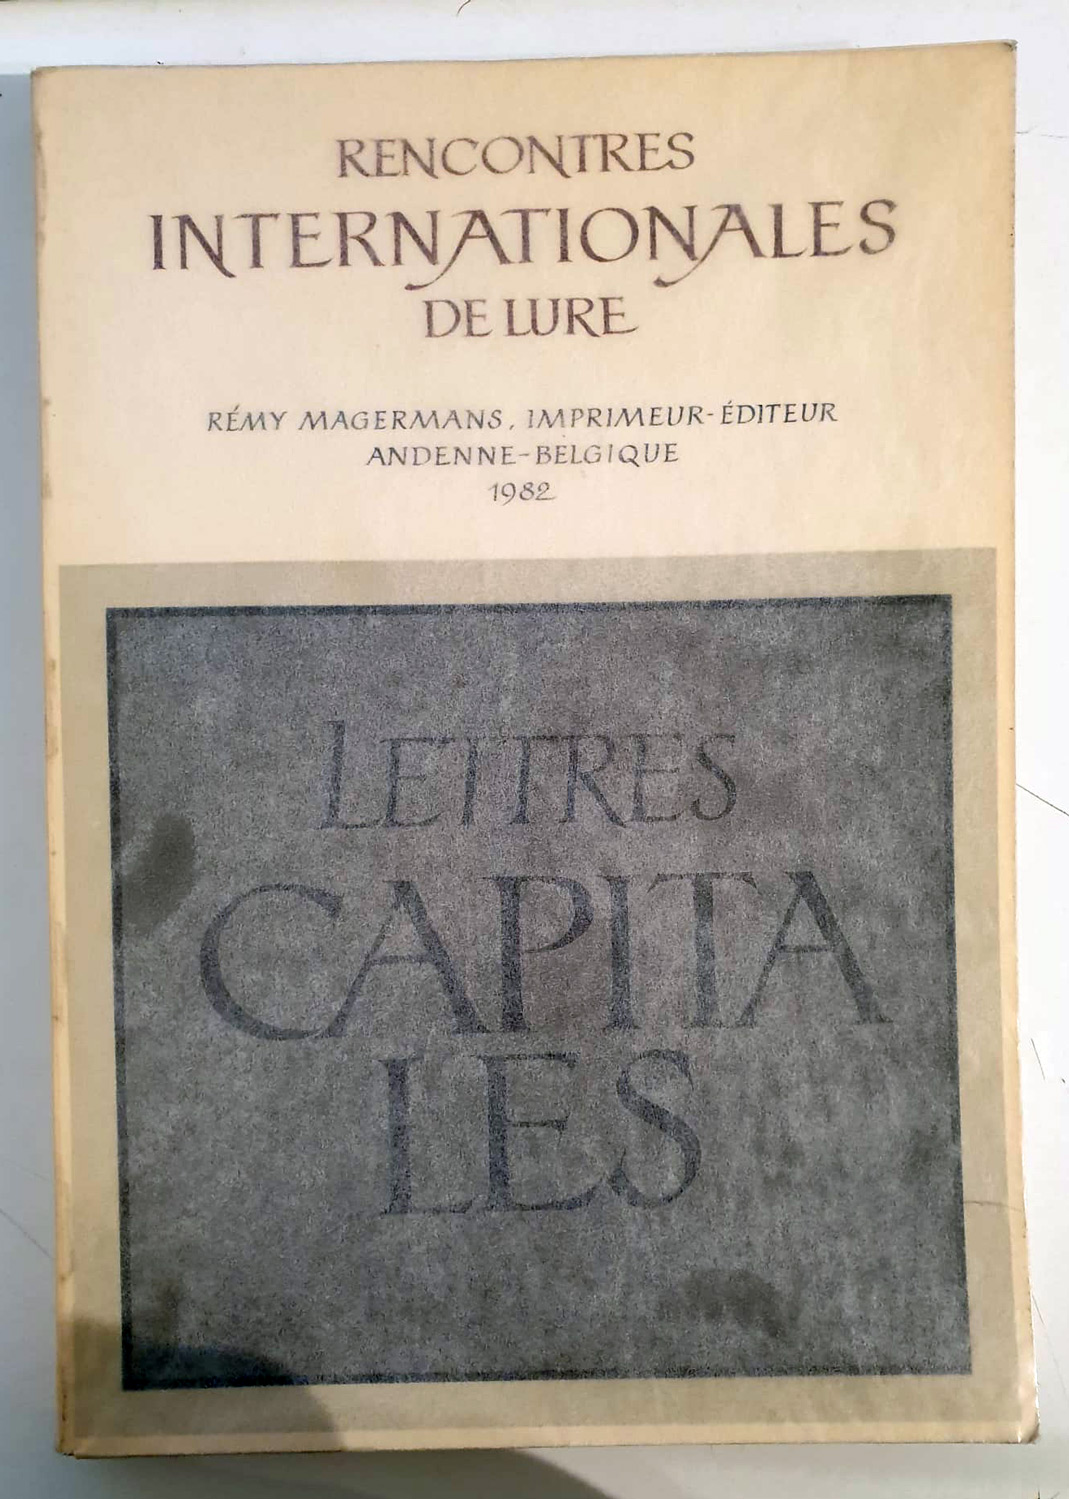 RENCONTRES
INTERNATIONALES
DE LURE
RÉMY MAGERMANS, IMPRIMEUR-ÉDITEUR
ANDENNE-BELGIQUE
1982
LETTRES
CAPITA
LES